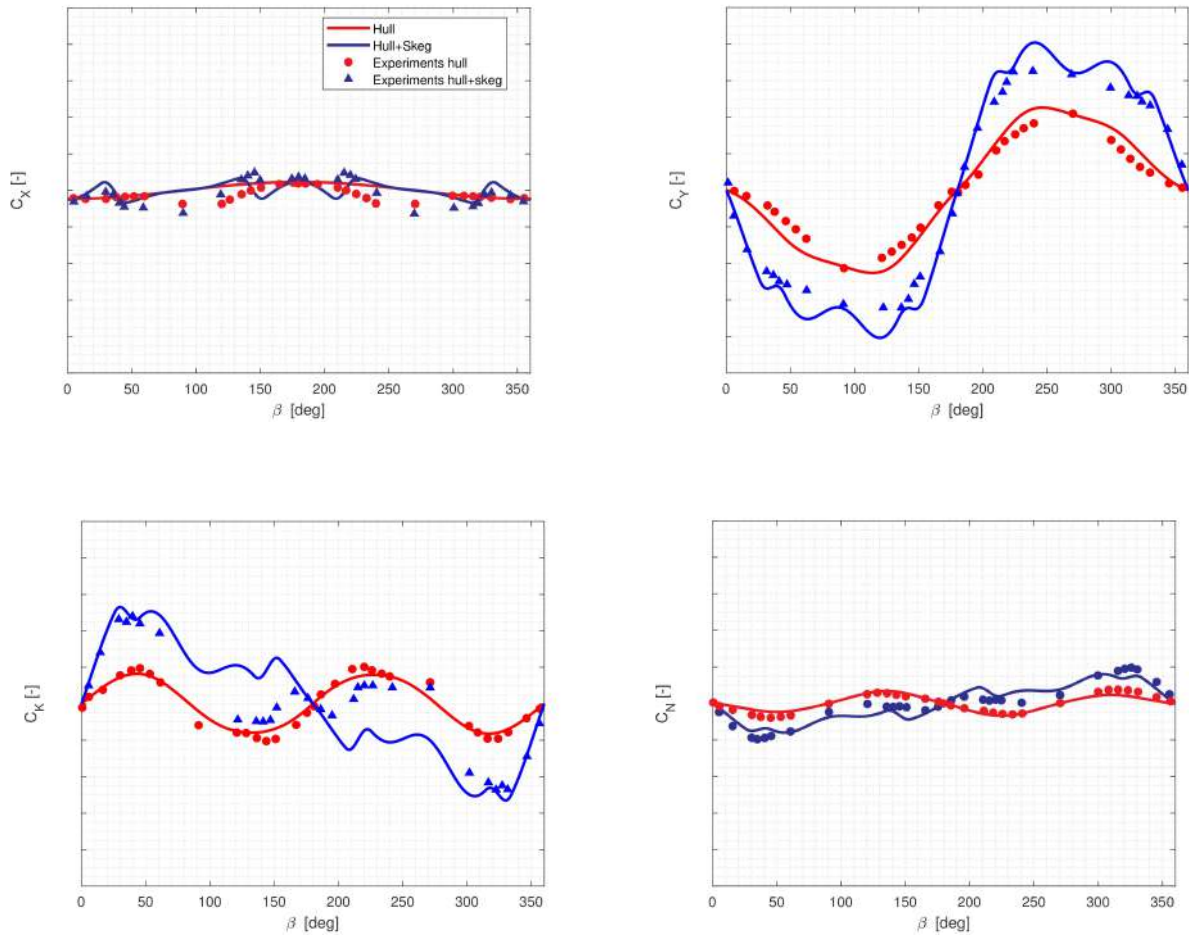 Hull
Hull+Skeg
Experiments hull
Experiments hull+skeg
C_X [-]
0 50 100 150 200 250 300 350
β [deg]
C_Y [-]
0 50 100 150 200 250 300 350
β [deg]
C_K [-]
0 50 100 150 200 250 300 350
β [deg]
C_N [-]
0 50 100 150 200 250 300 350
β [deg]